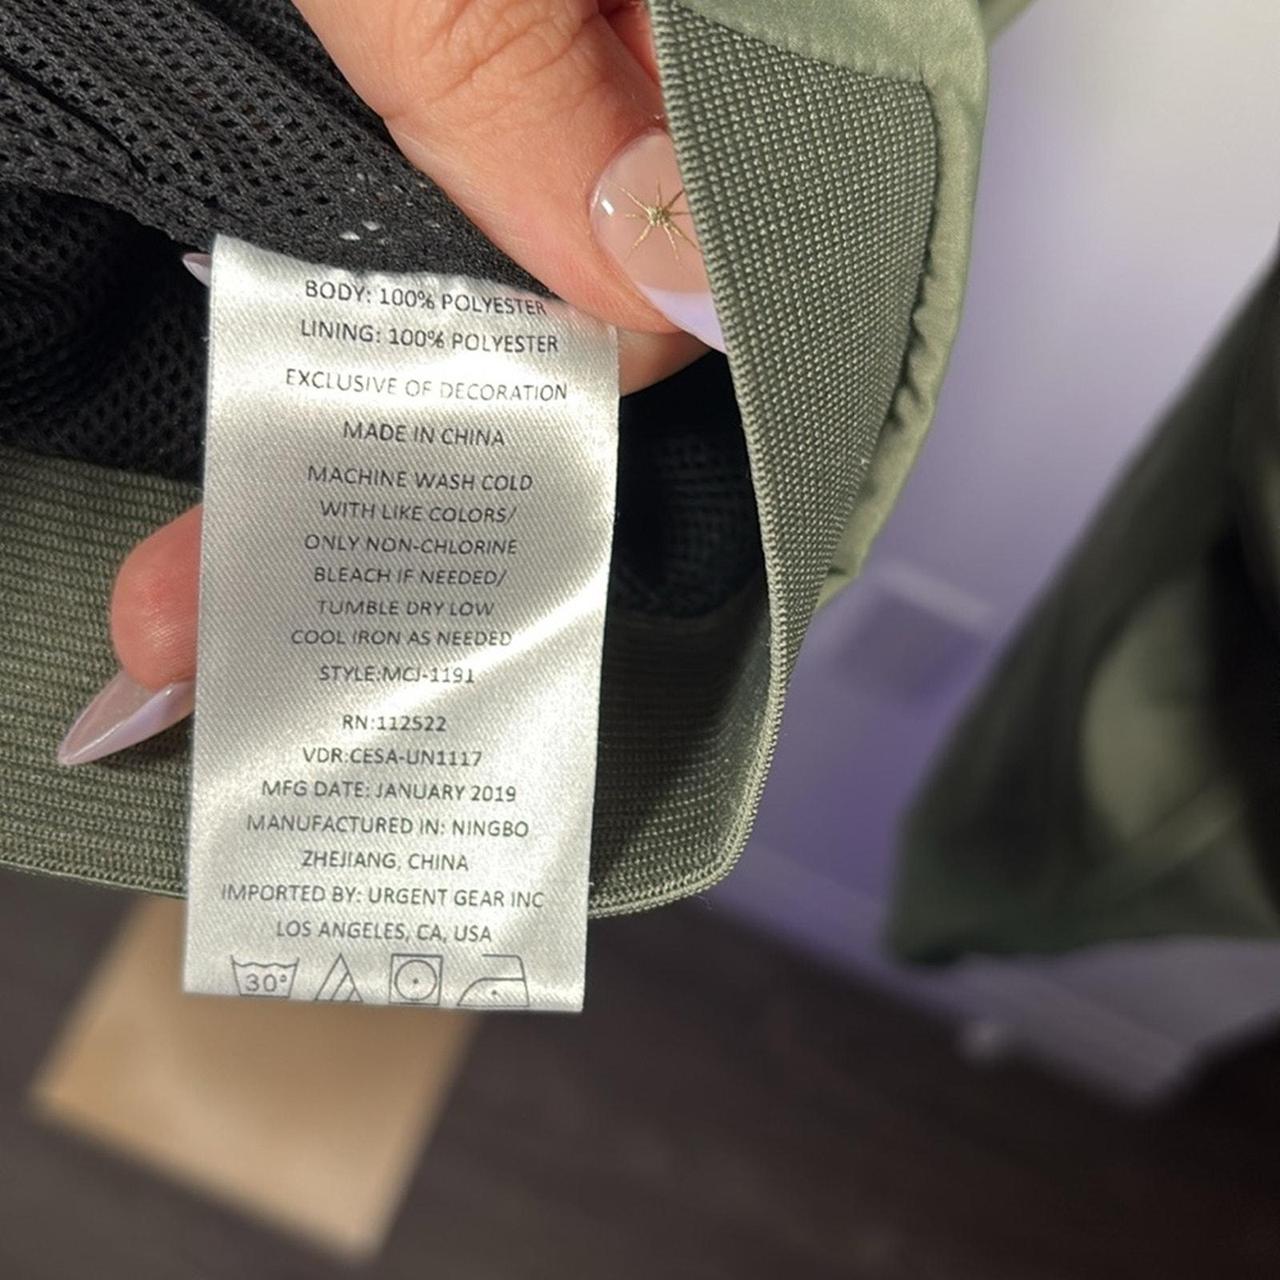 BODY: 100% POLYESTER
LINING: 100% POLYESTER
EXCLUSIVE OF DECORATION
MADE IN CHINA
MACHINE WASH COLD
WITH LIKE COLORS/
ONLY NON-CHLORINE
BLEACH IF NEEDED/
TUMBLE DRY LOW
COOL IRON AS NEEDED
STYLE:MCJ-1191
RN:112522
VDR:CESA-UN1117
MFG DATE: JANUARY 2019
MANUFACTURED IN: NINGBO
ZHEJIANG, CHINA
IMPORTED BY: URGENT GEAR INC
LOS ANGELES, CA, USA
30°